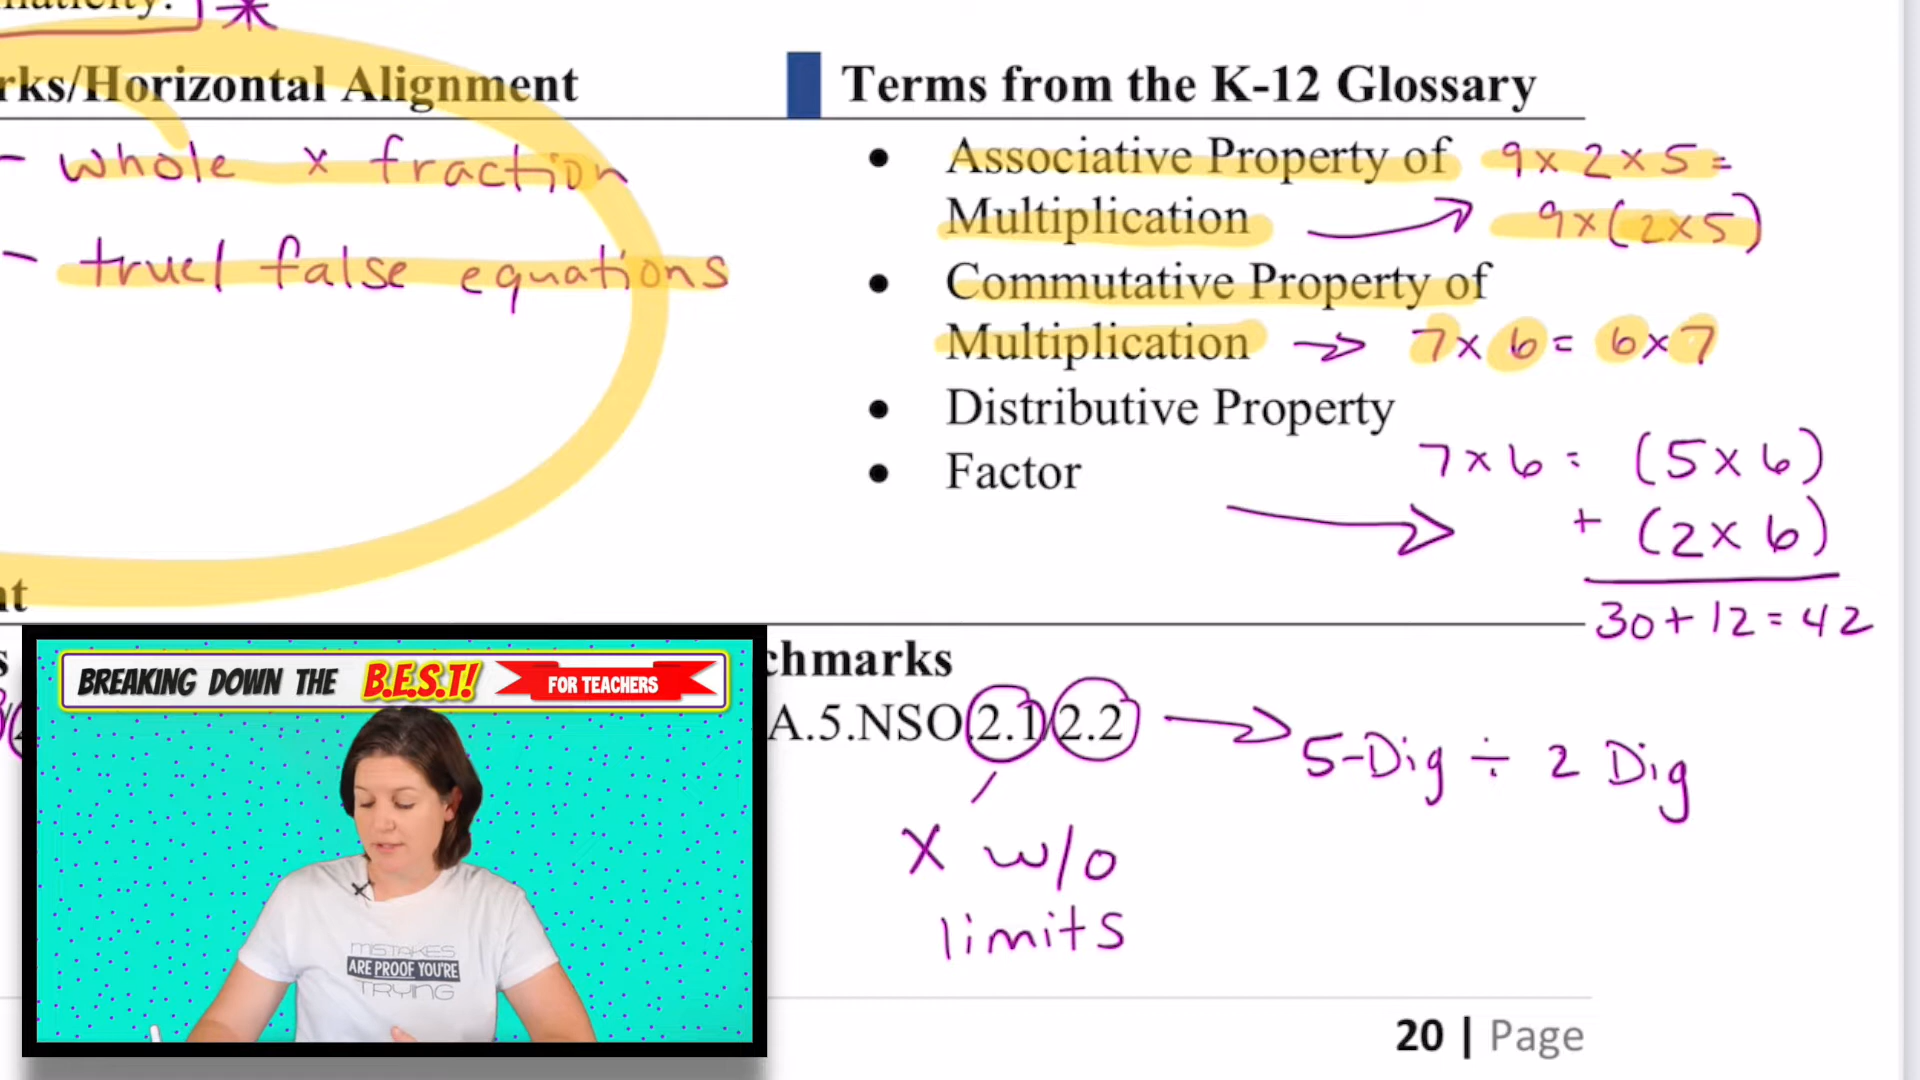 rks/Horizontal Alignment
- whole x fraction
- true/ false equations
Terms from the K-12 Glossary
• Associative Property of
Multiplication
9 x 2 x 5 =
9 x (2 x 5)
• Commutative Property of
Multiplication
7 x 6 = 6 x 7
• Distributive Property
• Factor
7 x 6 = (5 x 6)
+ (2 x 6)
30 + 12 = 42
chmarks
A.5.NSO.2.1/2.2
5-Dig ÷ 2 Dig
X w/o
limits
BREAKING DOWN THE B.E.S.T! FOR TEACHERS
MISTAKES
ARE PROOF YOU'RE
TRYING
20 | Page